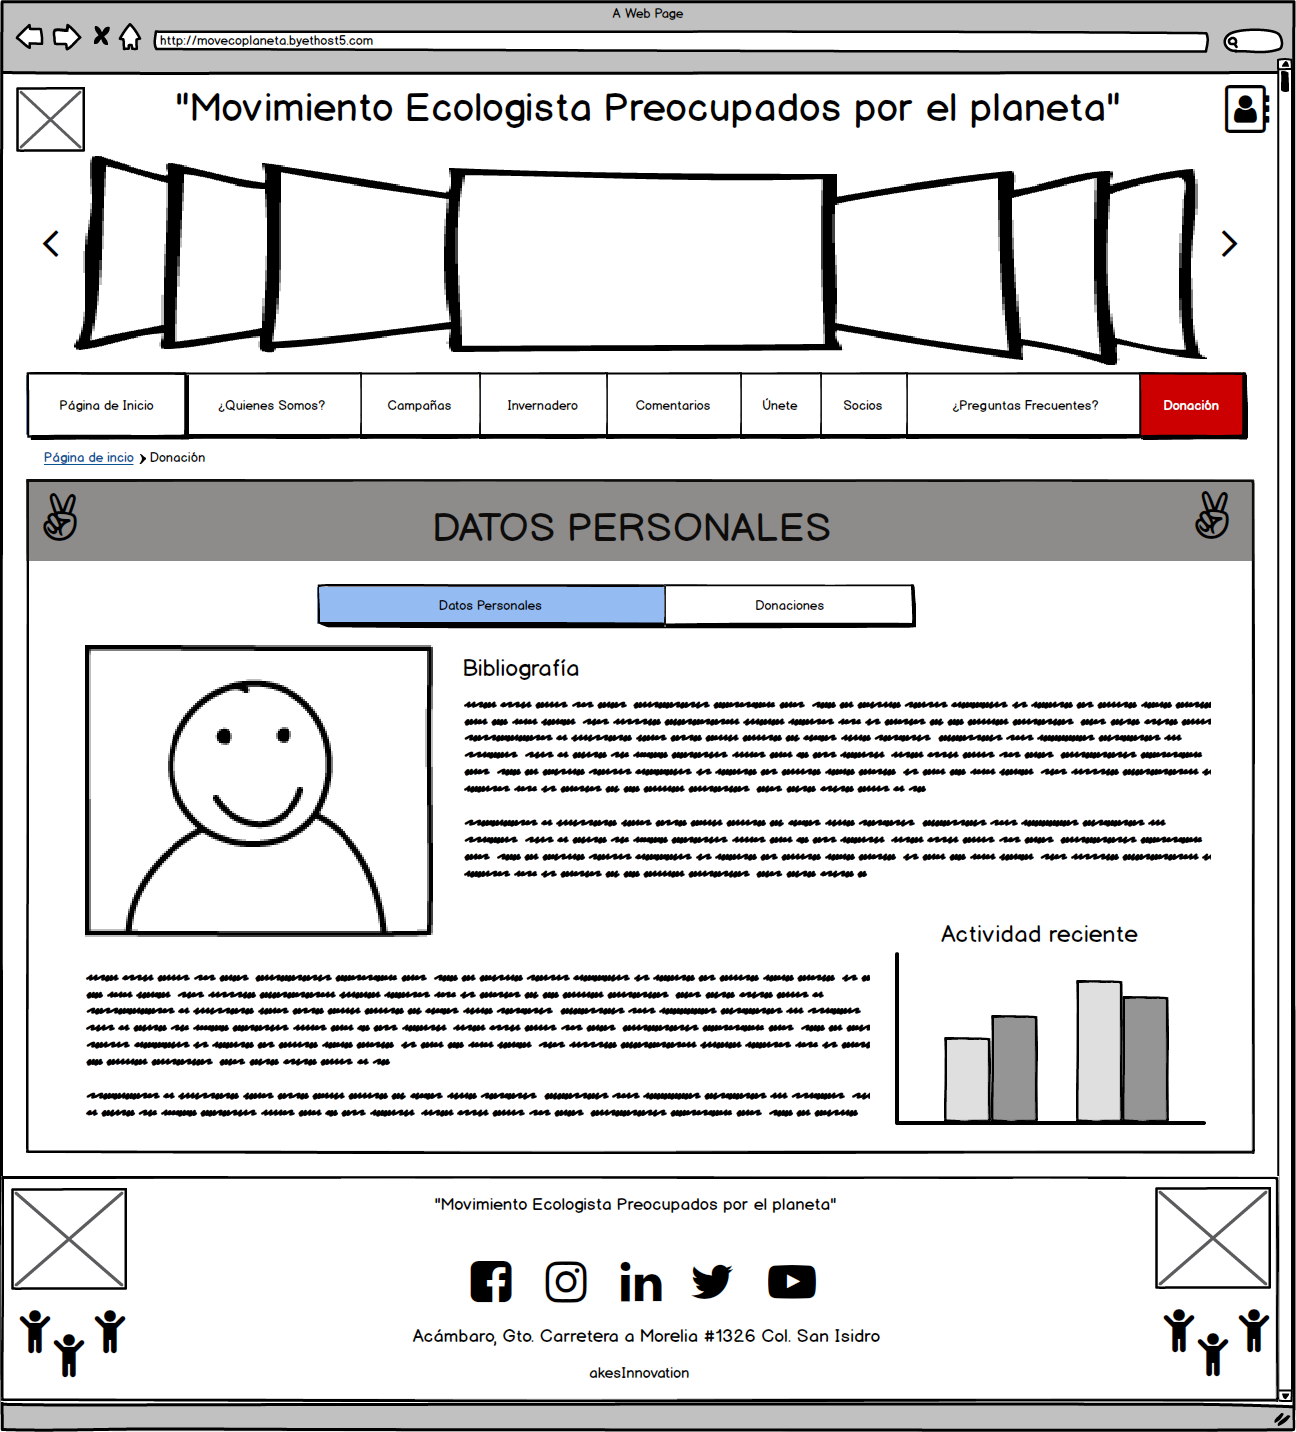 A Web Page
http://movecoplaneta.byethost5.com
"Movimiento Ecologista Preocupados por el planeta"
Página de Inicio
¿Quienes Somos?
Campañas
Invernadero
Comentarios
Únete
Socios
¿Preguntas Frecuentes?
Donación
Página de incio
Donación
DATOS PERSONALES
Datos Personales
Donaciones
Bibliografía
Actividad reciente
"Movimiento Ecologista Preocupados por el planeta"
Acámbaro, Gto. Carretera a Morelia #1326 Col. San Isidro
akesInnovation